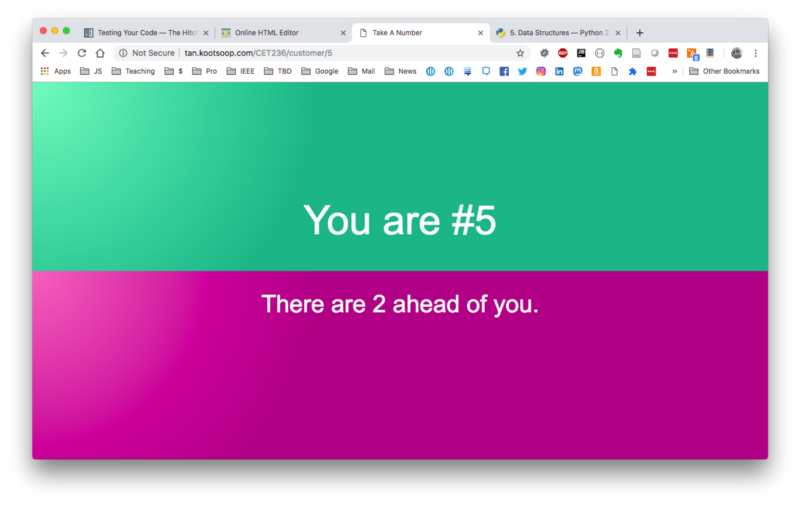 Testing Your Code — The Hitch
Online HTML Editor
Take A Number
5. Data Structures — Python 2
Not Secure | tan.kootsoop.com/CET236/customer/5
Apps JS Teaching $ Pro IEEE TBD Google Mail News » Other Bookmarks
You are #5
There are 2 ahead of you.